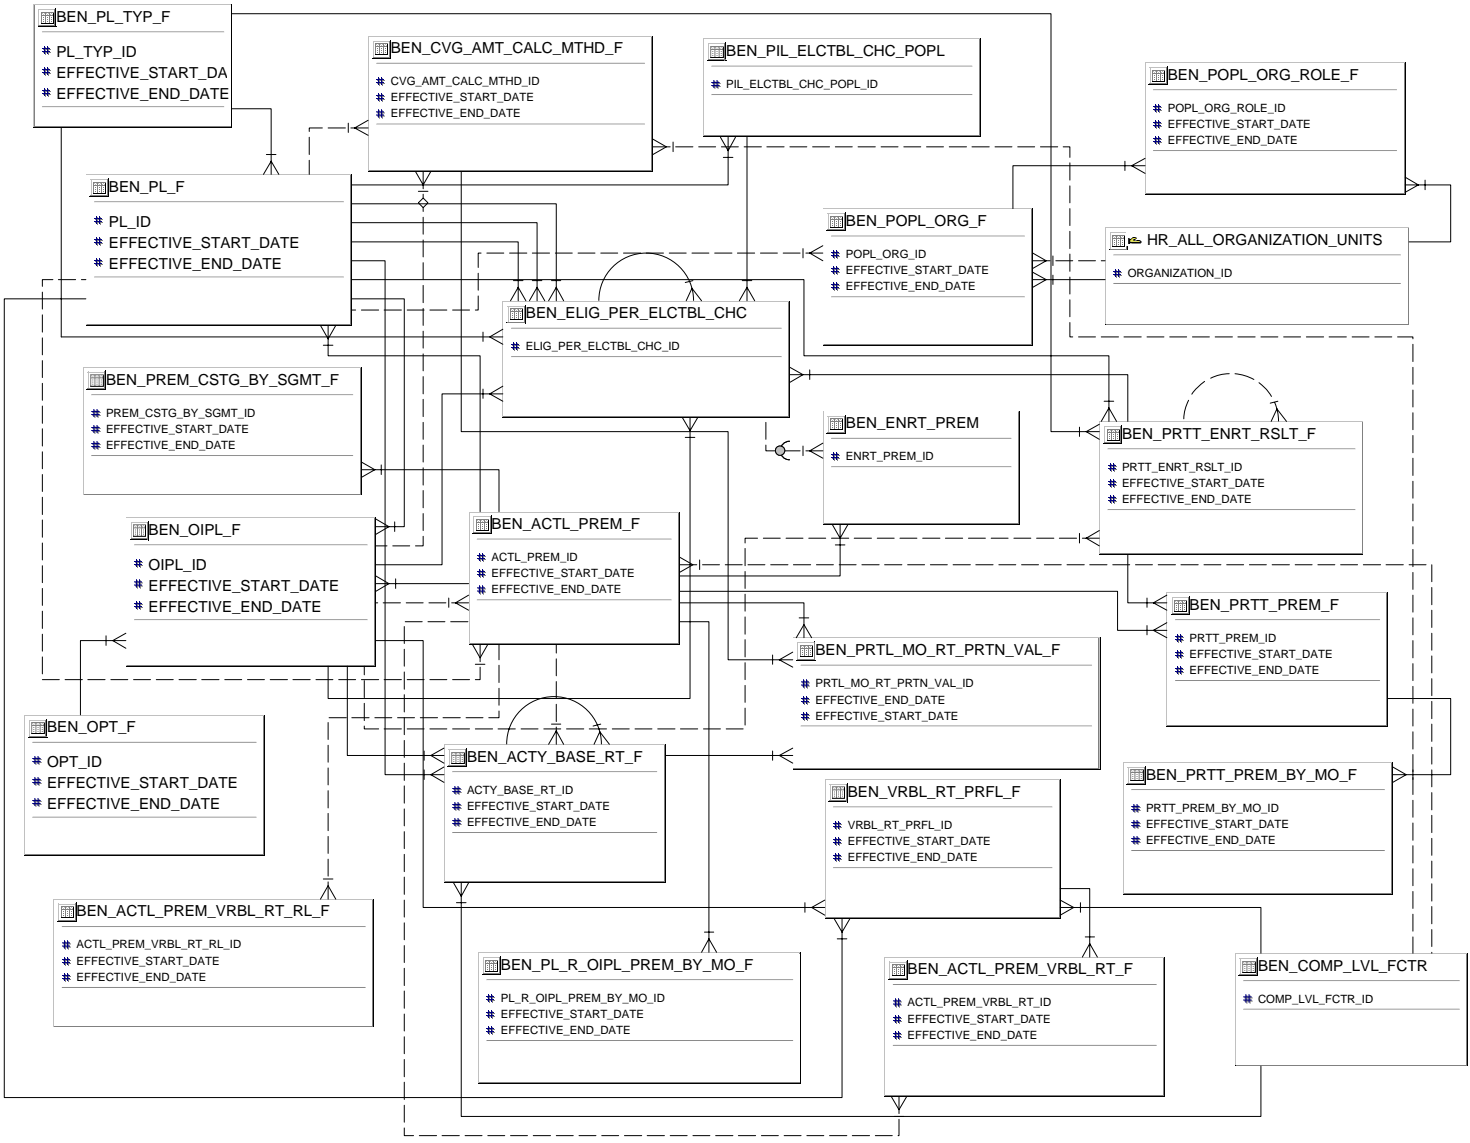 BEN_PL_TYP_F
# PL_TYP_ID
# EFFECTIVE_START_DA
# EFFECTIVE_END_DATE
BEN_CVG_AMT_CALC_MTHD_F
# CVG_AMT_CALC_MTHD_ID
# EFFECTIVE_START_DATE
# EFFECTIVE_END_DATE
BEN_PIL_ELCTBL_CHC_POPL
# PIL_ELCTBL_CHC_POPL_ID
BEN_POPL_ORG_ROLE_F
# POPL_ORG_ROLE_ID
# EFFECTIVE_START_DATE
# EFFECTIVE_END_DATE
BEN_PL_F
# PL_ID
# EFFECTIVE_START_DATE
# EFFECTIVE_END_DATE
BEN_POPL_ORG_F
# POPL_ORG_ID
# EFFECTIVE_START_DATE
# EFFECTIVE_END_DATE
HR_ALL_ORGANIZATION_UNITS
# ORGANIZATION_ID
BEN_ELIG_PER_ELCTBL_CHC
# ELIG_PER_ELCTBL_CHC_ID
BEN_PREM_CSTG_BY_SGMT_F
# PREM_CSTG_BY_SGMT_ID
# EFFECTIVE_START_DATE
# EFFECTIVE_END_DATE
BEN_ENRT_PREM
# ENRT_PREM_ID
BEN_PRTT_ENRT_RSLT_F
# PRTT_ENRT_RSLT_ID
# EFFECTIVE_START_DATE
# EFFECTIVE_END_DATE
BEN_OIPL_F
# OIPL_ID
# EFFECTIVE_START_DATE
# EFFECTIVE_END_DATE
BEN_ACTL_PREM_F
# ACTL_PREM_ID
# EFFECTIVE_START_DATE
# EFFECTIVE_END_DATE
BEN_PRTT_PREM_F
# PRTT_PREM_ID
# EFFECTIVE_START_DATE
# EFFECTIVE_END_DATE
BEN_PRTL_MO_RT_PRTN_VAL_F
# PRTL_MO_RT_PRTN_VAL_ID
# EFFECTIVE_END_DATE
# EFFECTIVE_START_DATE
BEN_OPT_F
# OPT_ID
# EFFECTIVE_START_DATE
# EFFECTIVE_END_DATE
BEN_ACTY_BASE_RT_F
# ACTY_BASE_RT_ID
# EFFECTIVE_START_DATE
# EFFECTIVE_END_DATE
BEN_VRBL_RT_PRFL_F
# VRBL_RT_PRFL_ID
# EFFECTIVE_START_DATE
# EFFECTIVE_END_DATE
BEN_PRTT_PREM_BY_MO_F
# PRTT_PREM_BY_MO_ID
# EFFECTIVE_START_DATE
# EFFECTIVE_END_DATE
BEN_ACTL_PREM_VRBL_RT_RL_F
# ACTL_PREM_VRBL_RT_RL_ID
# EFFECTIVE_START_DATE
# EFFECTIVE_END_DATE
BEN_PL_R_OIPL_PREM_BY_MO_F
# PL_R_OIPL_PREM_BY_MO_ID
# EFFECTIVE_START_DATE
# EFFECTIVE_END_DATE
BEN_ACTL_PREM_VRBL_RT_F
# ACTL_PREM_VRBL_RT_ID
# EFFECTIVE_START_DATE
# EFFECTIVE_END_DATE
BEN_COMP_LVL_FCTR
# COMP_LVL_FCTR_ID